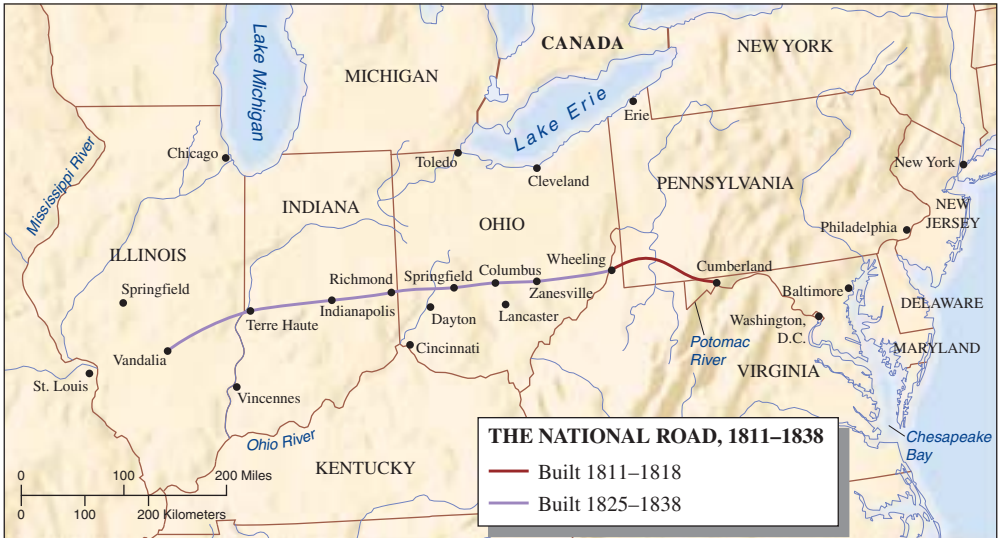 CANADA
NEW YORK
MICHIGAN
Lake Michigan
Lake Erie
Erie
Mississippi River
Chicago
Toledo
Cleveland
New York
PENNSYLVANIA
INDIANA
NEW
JERSEY
OHIO
Philadelphia
ILLINOIS
Wheeling
Cumberland
Richmond
Springfield
Columbus
Springfield
Indianapolis
Zanesville
Baltimore
DELAWARE
Terre Haute
Dayton
Lancaster
Washington,
D.C.
Potomac
River
MARYLAND
Vandalia
Cincinnati
VIRGINIA
St. Louis
Vincennes
Ohio River
Chesapeake
Bay
KENTUCKY
THE NATIONAL ROAD, 1811–1838
Built 1811–1818
Built 1825–1838
0 100 200 Miles
0 100 200 Kilometers